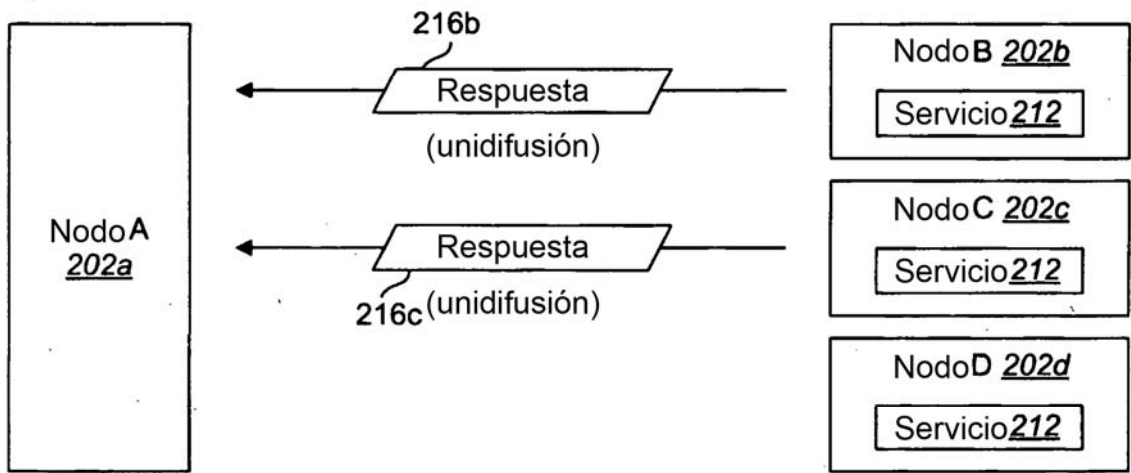 216b
Respuesta
(unidifusión)
Nodo A
202a
Respuesta
216c
(unidifusión)
Nodo B 202b
Servicio 212
Nodo C 202c
Servicio 212
Nodo D 202d
Servicio 212